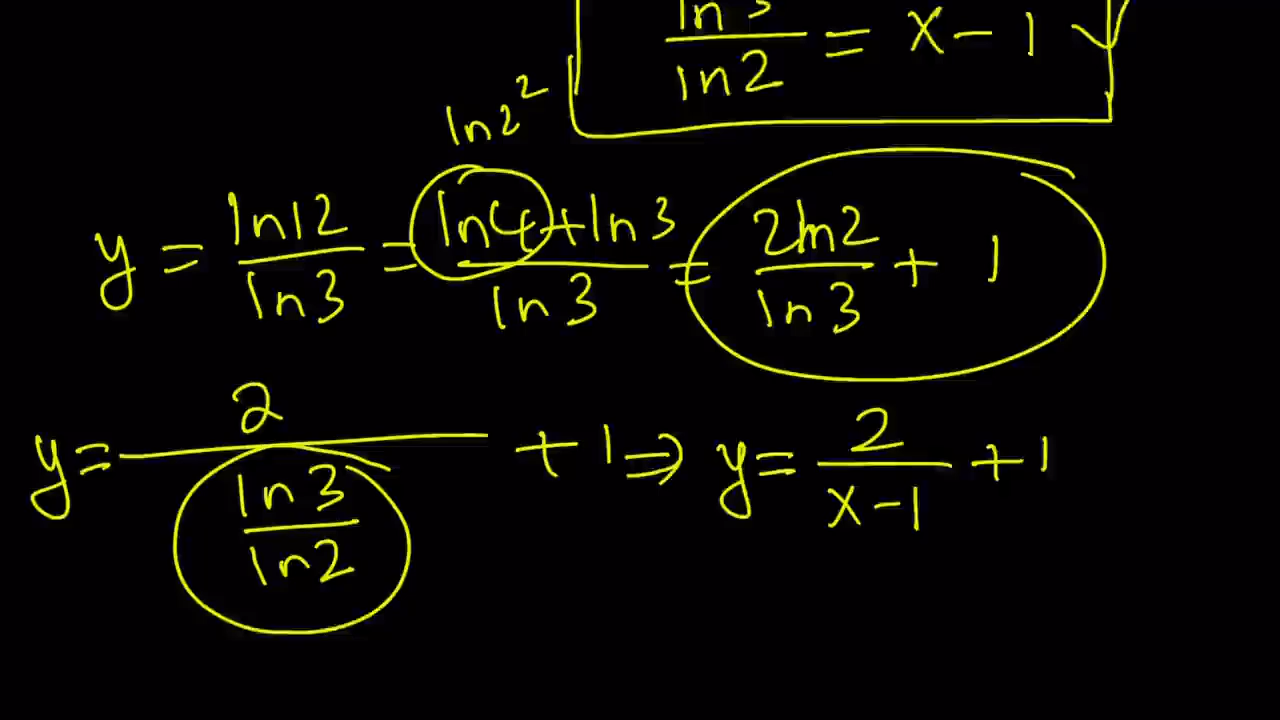 ln3/ln2 = x - 1
ln2²
y = ln12/ln3 = (ln4 + ln3)/ln3 = 2ln2/ln3 + 1
y = 2/(ln3/ln2) + 1 ⇒ y = 2/(x-1) + 1